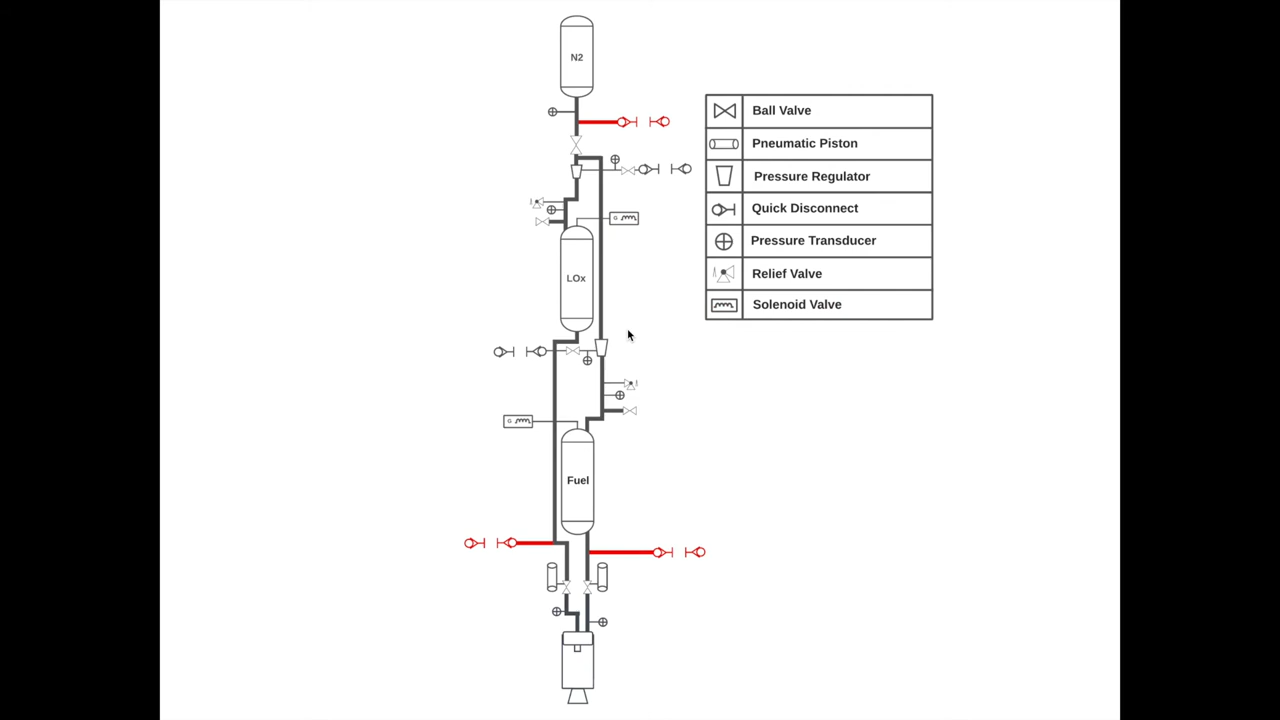 N2
Ball Valve
Pneumatic Piston
Pressure Regulator
Quick Disconnect
Pressure Transducer
Relief Valve
Solenoid Valve
G
LOx
G
Fuel